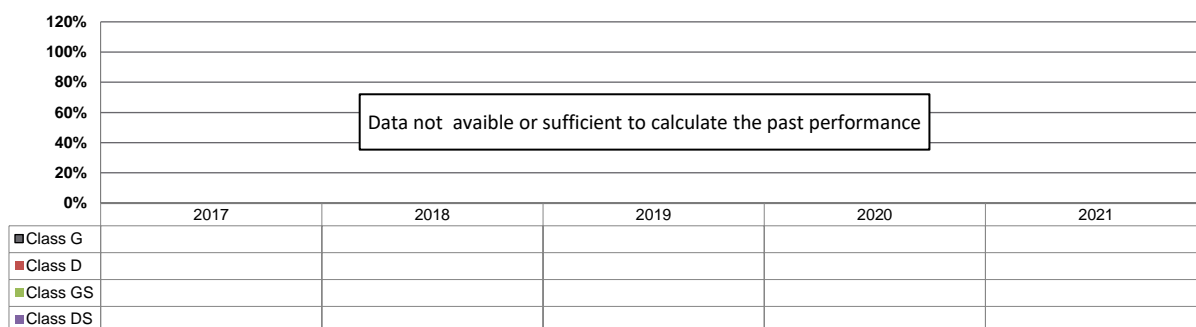 120%
100%
80%
60%
40%
20%
0%
Data not  avaible or sufficient to calculate the past performance
2017 2018 2019 2020 2021
Class G
Class D
Class GS
Class DS